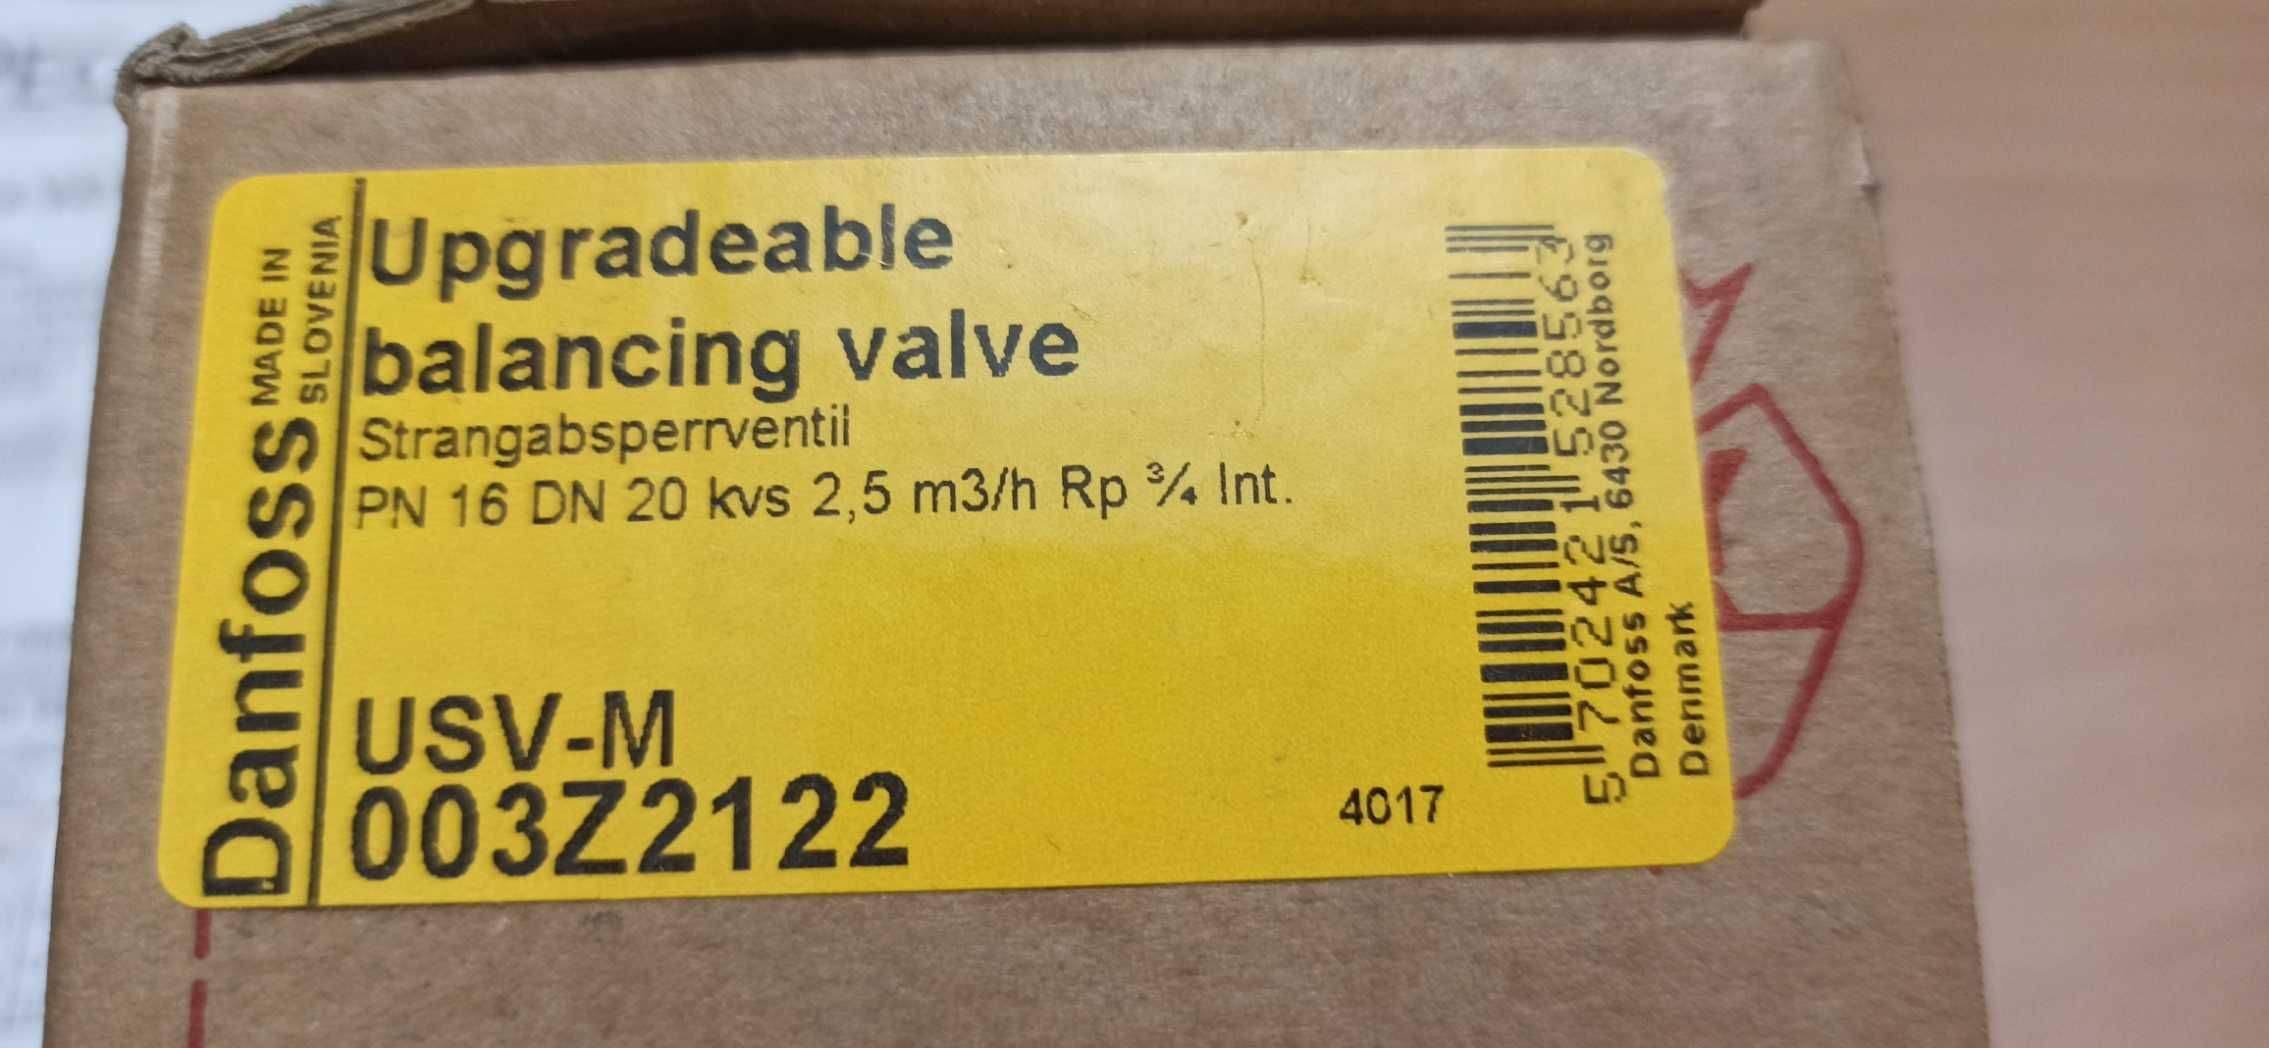 Danfoss
MADE IN
SLOVENIA
Upgradeable
balancing valve
Strangabsperrventil
PN 16 DN 20 kvs 2,5 m3/h Rp ¾ Int.
USV-M
003Z2122
4017
5 702421 528563
Danfoss A/S, 6430 Nordborg
Denmark